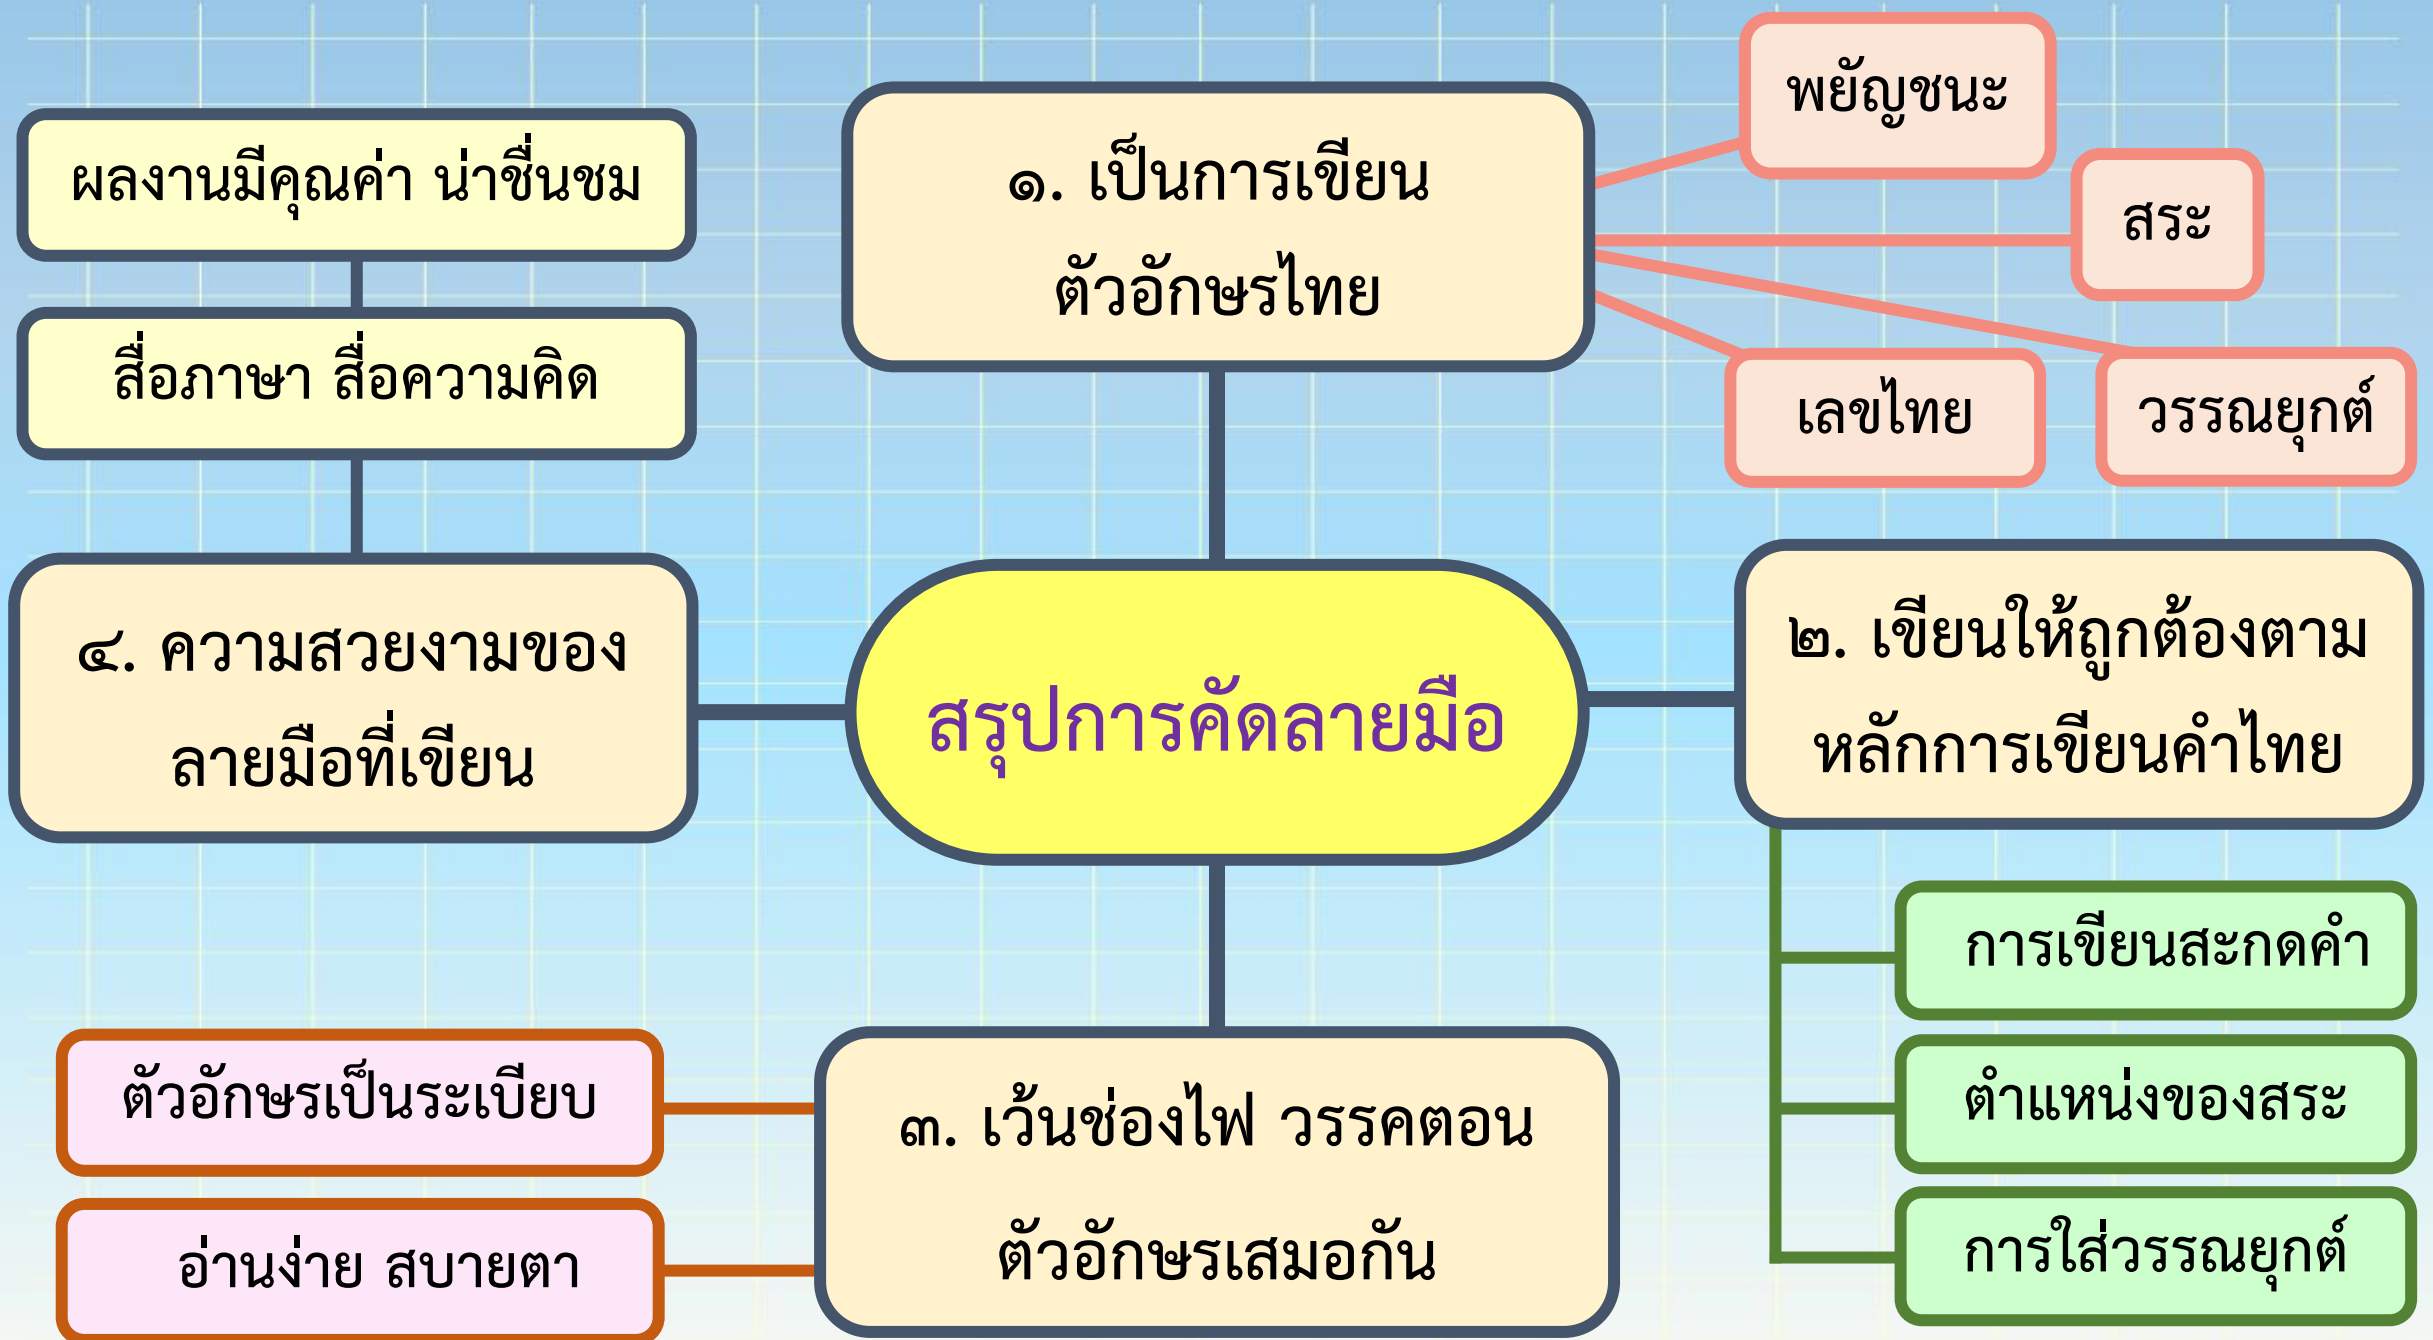 สรุปการคัดลายมือ
๑. เป็นการเขียน
ตัวอักษรไทย
พยัญชนะ
สระ
วรรณยุกต์
เลขไทย
๒. เขียนให้ถูกต้องตาม
หลักการเขียนคำไทย
การเขียนสะกดคำ
ตำแหน่งของสระ
การใส่วรรณยุกต์
๓. เว้นช่องไฟ วรรคตอน
ตัวอักษรเสมอกัน
ตัวอักษรเป็นระเบียบ
อ่านง่าย สบายตา
๔. ความสวยงามของ
ลายมือที่เขียน
สื่อภาษา สื่อความคิด
ผลงานมีคุณค่า น่าชื่นชม